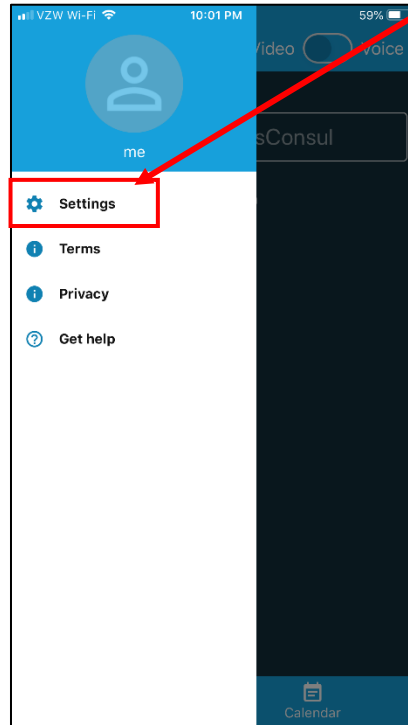 VZW Wi-Fi 10:01 PM 59%
Video Voice
me
sConsul
Settings
Terms
Privacy
Get help
Calendar